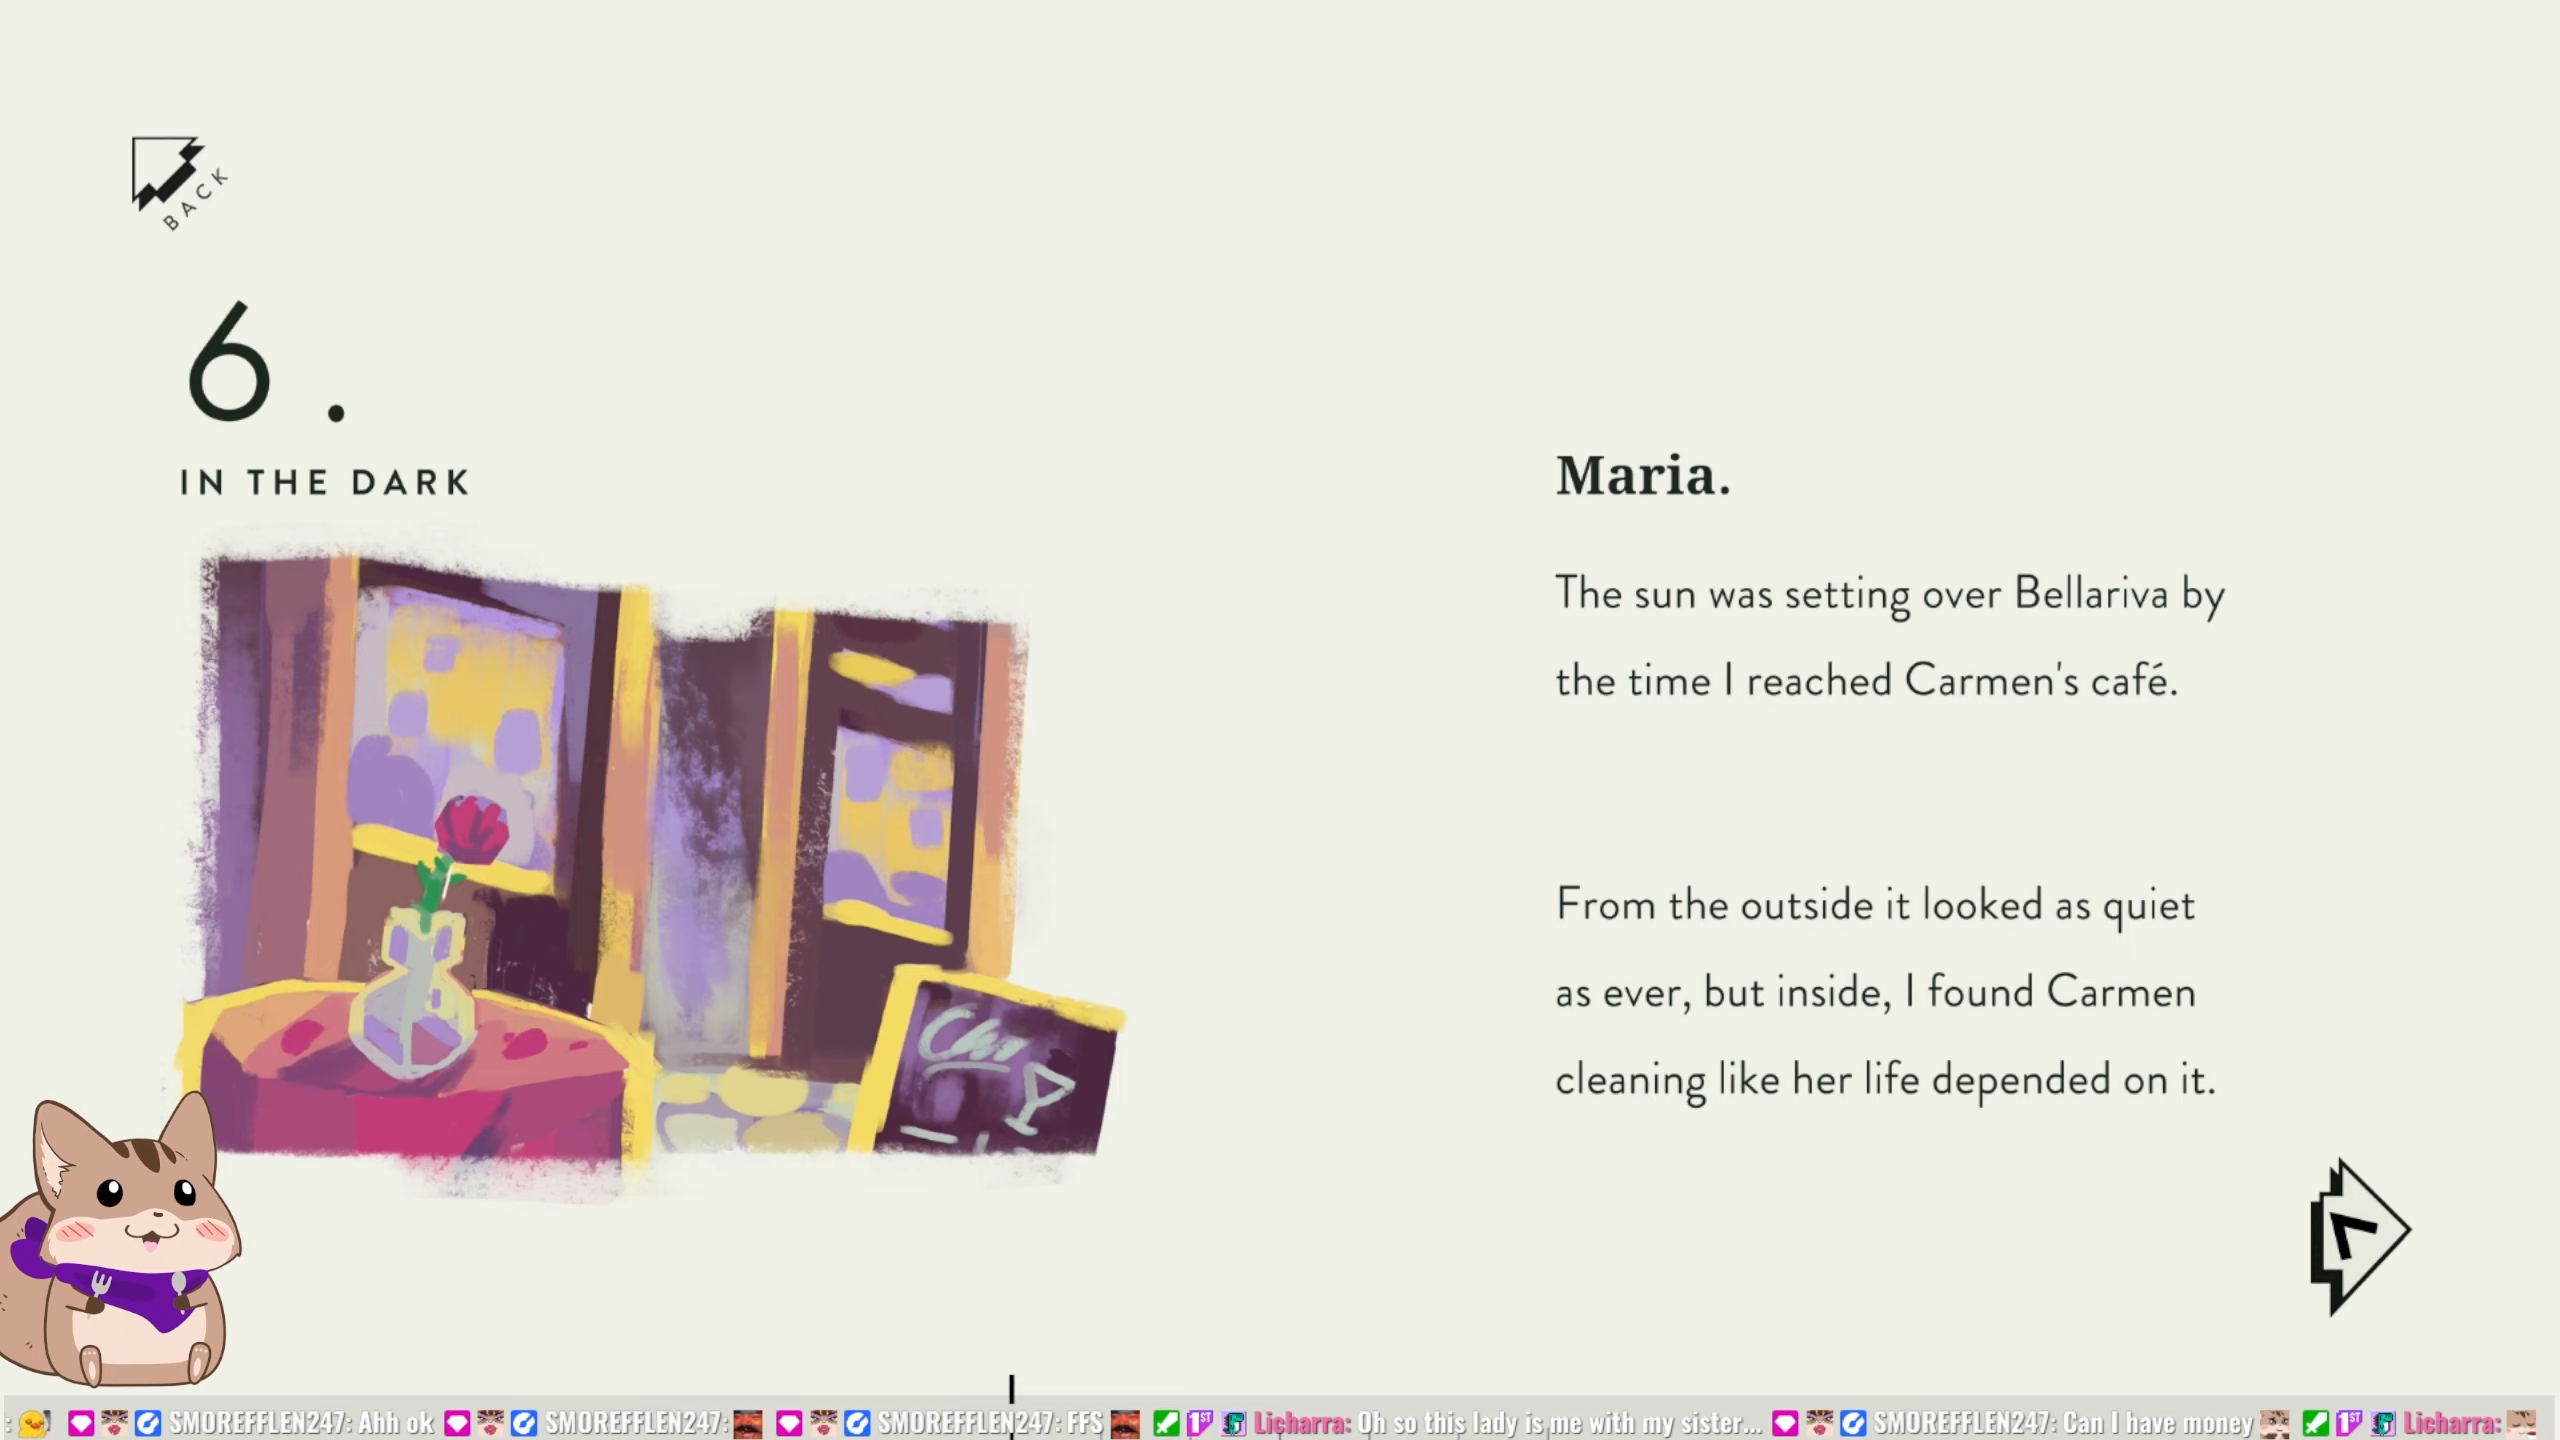 BACK
6.
IN THE DARK
Maria.
The sun was setting over Bellariva by
the time I reached Carmen's café.
From the outside it looked as quiet
as ever, but inside, I found Carmen
cleaning like her life depended on it.
: SMOREFFLEN247: Ahh ok SMOREFFLEN247: SMOREFFLEN247: FFS 1ST Licharra: Oh so this lady is me with my sister... SMOREFFLEN247: Can I have money 1ST Licharra: